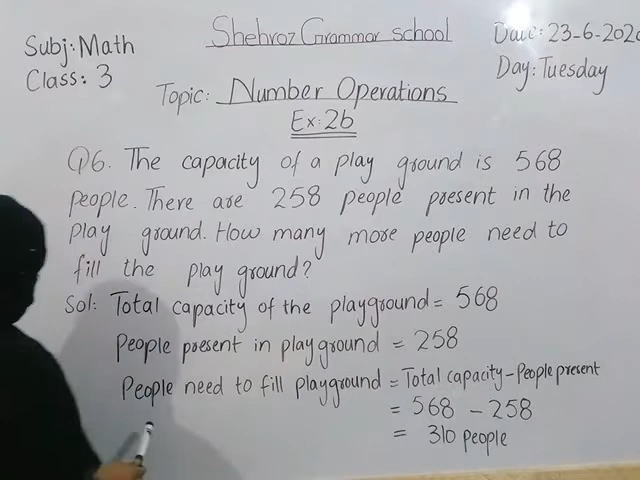 Shehroz Grammar school
Subj: Math
Date: 23-6-2020
Class: 3
Day: Tuesday
Topic: Number Operations
Ex: 2b
Q6. The capacity of a play ground is 568
people. There are 258 people present in the
play ground. How many more people need to
fill the play ground?
Sol: Total capacity of the playground = 568
People present in playground = 258
People need to fill playground = Total capacity - People present
= 568 - 258
= 310 people